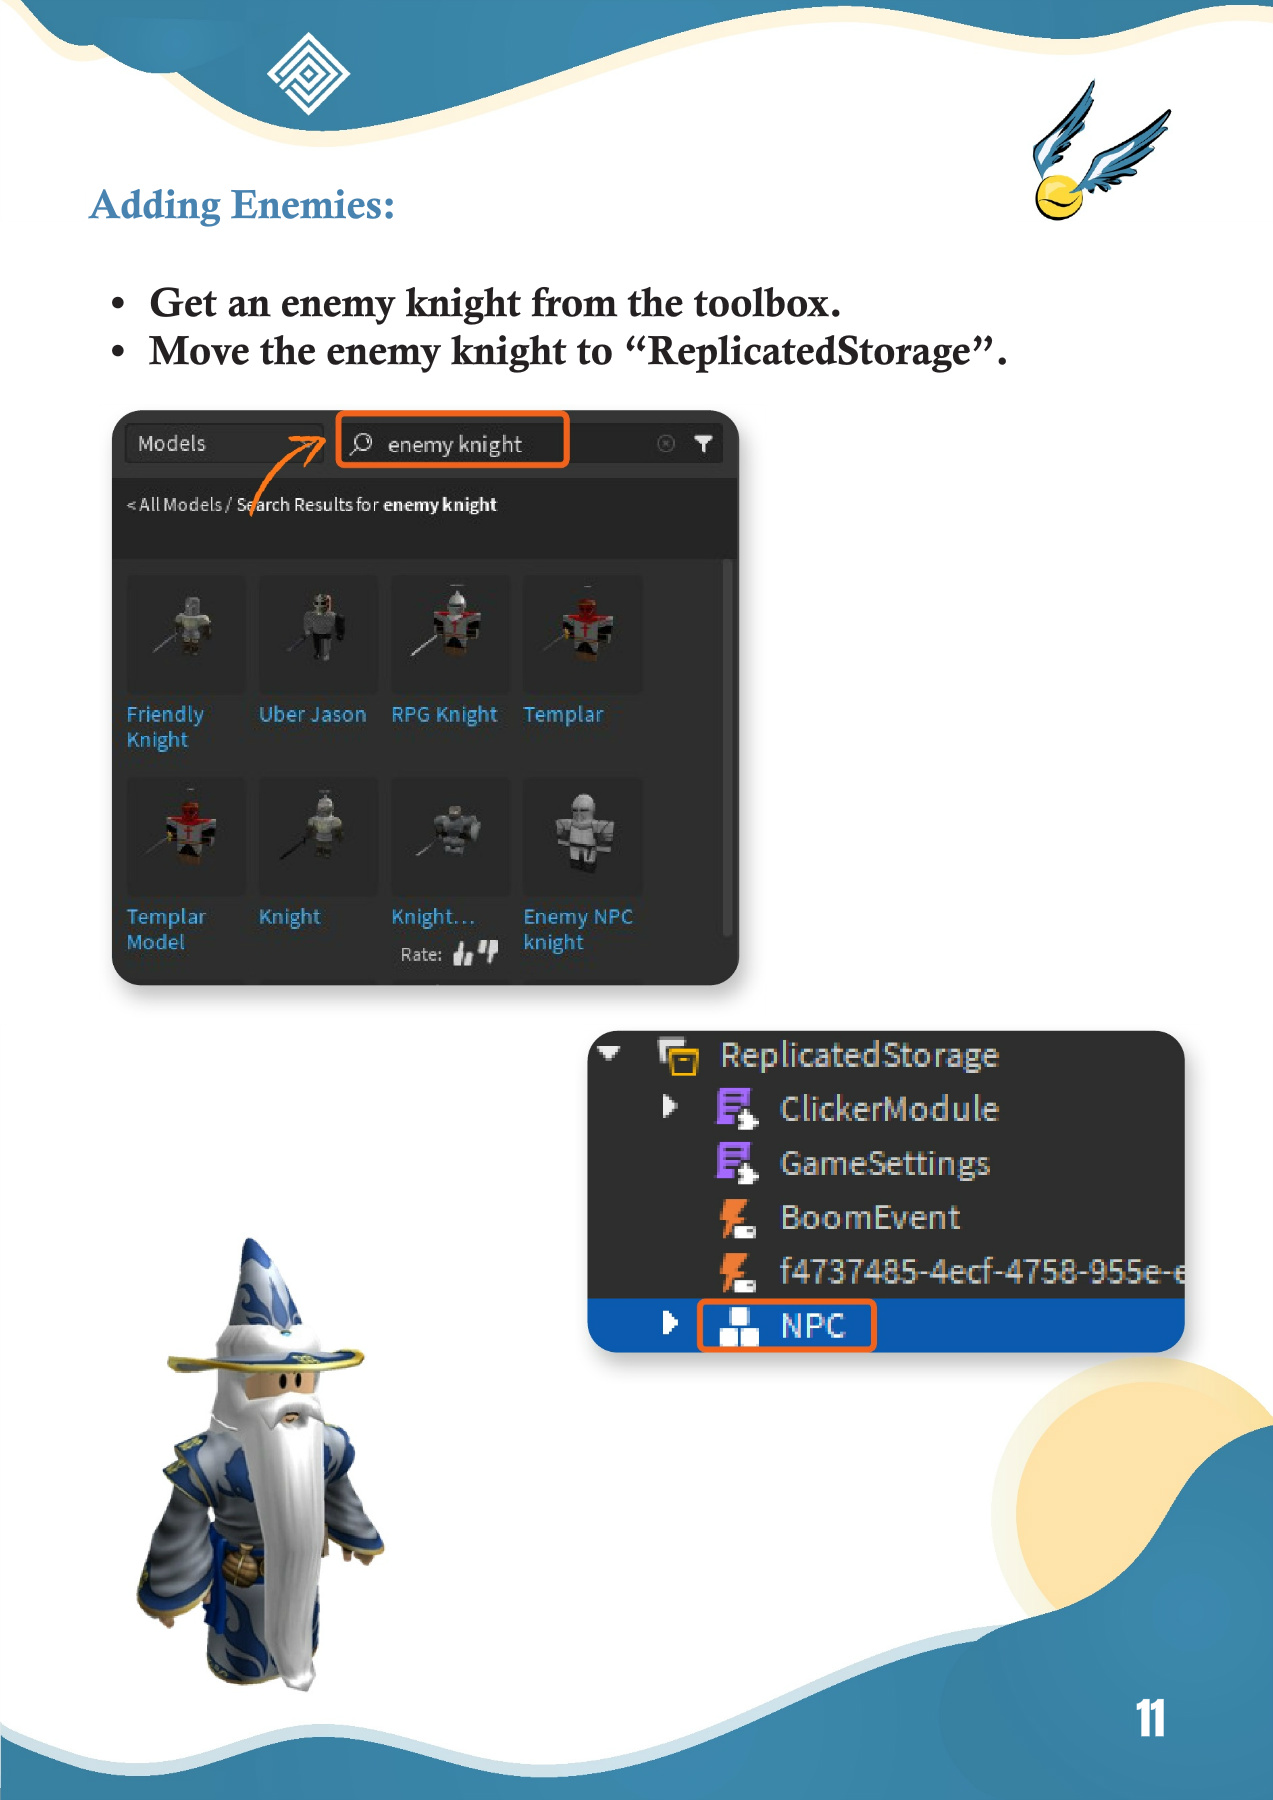 Adding Enemies:
• Get an enemy knight from the toolbox.
• Move the enemy knight to “ReplicatedStorage”.
Models
enemy knight
< All Models / Search Results for enemy knight
Friendly
Knight
Uber Jason
RPG Knight
Templar
Templar
Model
Knight
Knight...
Rate:
Enemy NPC
knight
ReplicatedStorage
ClickerModule
GameSettings
BoomEvent
f4737485-4ecf-4758-955e-e
NPC
11